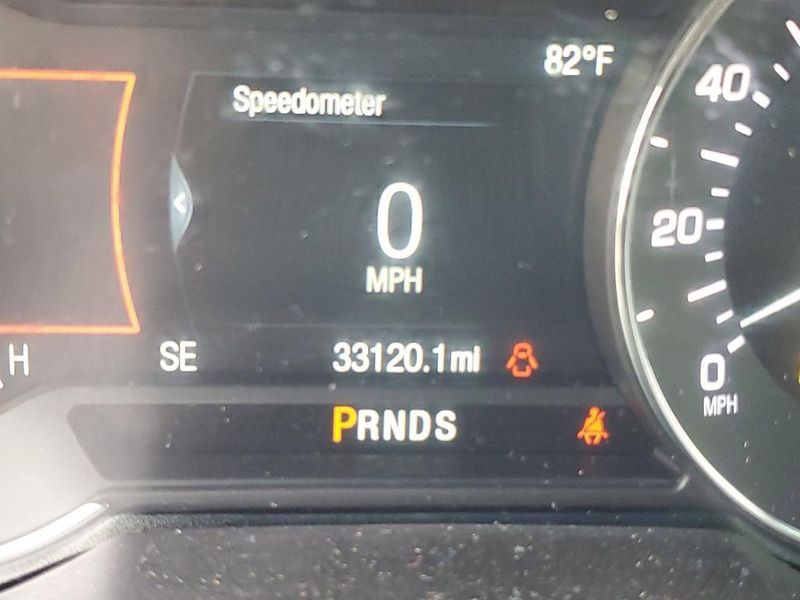 82°F
Speedometer
<
0
MPH
H
SE
33120.1mi
PRNDS
40
20
0
MPH